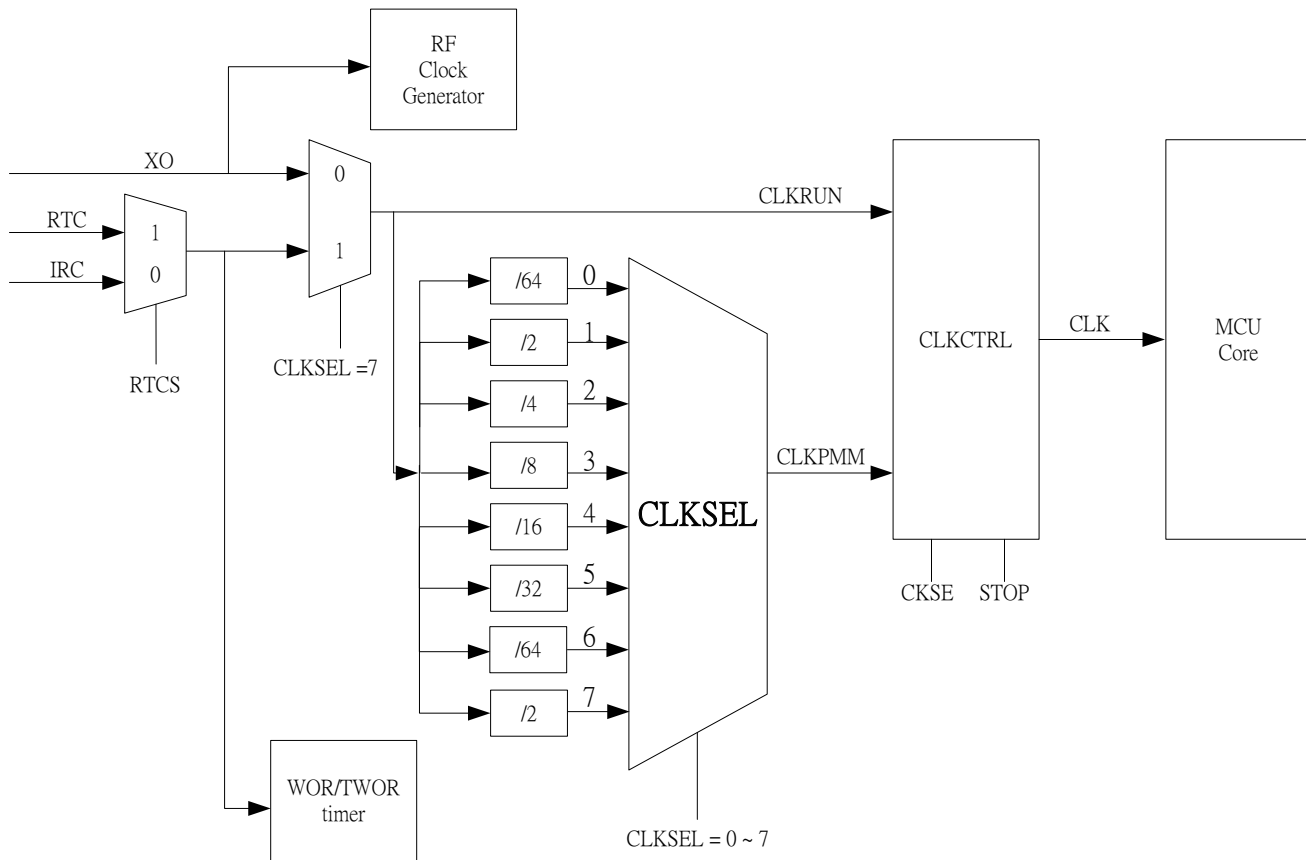 RF
Clock
Generator
XO
0
RTC
1
IRC
0
1
RTCS
CLKSEL =7
CLKRUN
/64
0
/2
1
/4
2
/8
3
/16
4
/32
5
/64
6
/2
7
CLKSEL
CLKPMM
CLKCTRL
CLK
MCU
Core
CKSE
STOP
WOR/TWOR
timer
CLKSEL = 0 ~ 7